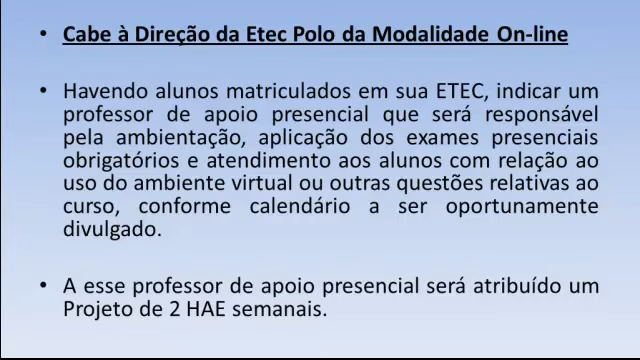 • Cabe à Direção da Etec Polo da Modalidade On-line
• Havendo alunos matriculados em sua ETEC, indicar um
professor de apoio presencial que será responsável
pela ambientação, aplicação dos exames presenciais
obrigatórios e atendimento aos alunos com relação ao
uso do ambiente virtual ou outras questões relativas ao
curso, conforme calendário a ser oportunamente
divulgado.
• A esse professor de apoio presencial será atribuído um
Projeto de 2 HAE semanais.